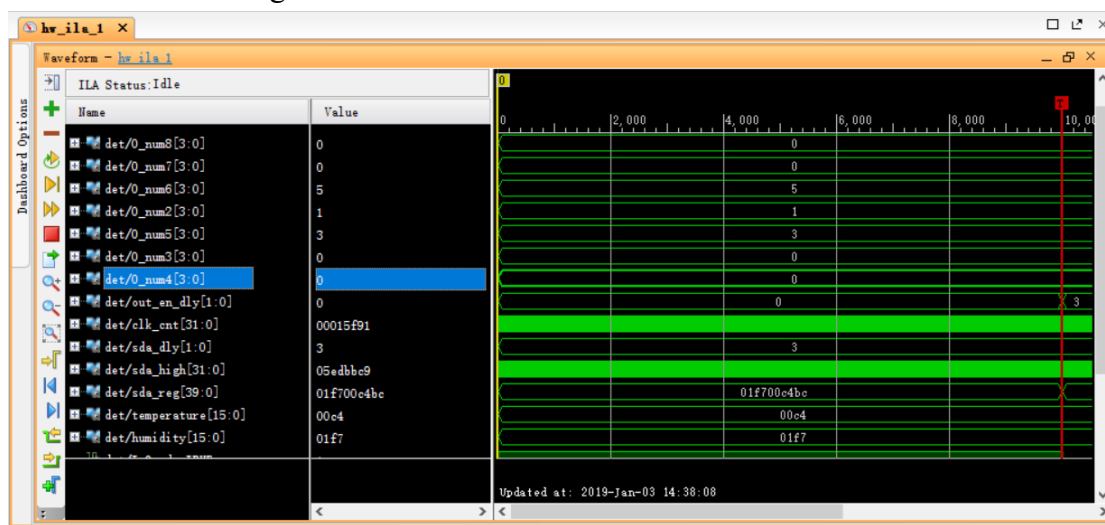 hw_ila_1
Waveform - hw_ila_1
Dashboard Options
ILA Status:Idle
Name Value
0
T
0 2,000 4,000 6,000 8,000 10,00
det/0_num8[3:0] 0 0
det/0_num7[3:0] 0 0
det/0_num6[3:0] 5 5
det/0_num2[3:0] 1 1
det/0_num5[3:0] 3 3
det/0_num3[3:0] 0 0
det/0_num4[3:0] 0 0
det/out_en_dly[1:0] 0 0 3
det/clk_cnt[31:0] 00015f91
det/sda_dly[1:0] 3 3
det/sda_high[31:0] 05edbbc9
det/sda_reg[39:0] 01f700c4bc 01f700c4bc
det/temperature[15:0] 00c4 00c4
det/humidity[15:0] 01f7 01f7
Updated at: 2019-Jan-03 14:38:08